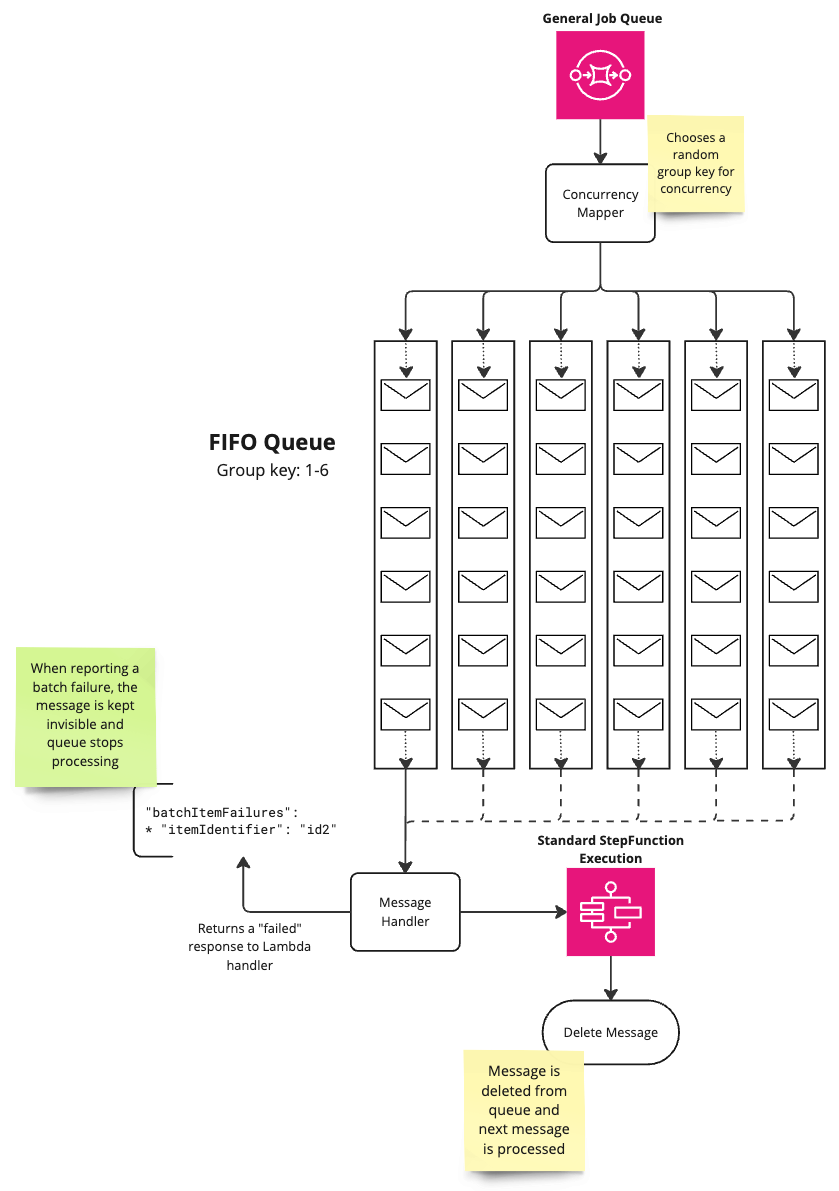 General Job Queue
Chooses a
random
group key for
concurrency
Concurrency
Mapper
FIFO Queue
Group key: 1-6
When reporting a
batch failure, the
message is kept
invisible and
queue stops
processing
"batchItemFailures":
* "itemIdentifier": "id2"
Standard StepFunction
Execution
Message
Handler
Returns a "failed"
response to Lambda
handler
Delete Message
Message is
deleted from
queue and
next message
is processed